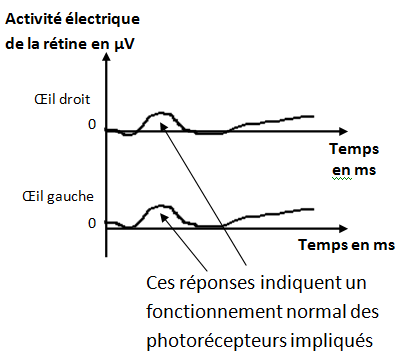 Activité électrique
de la rétine en µV
Œil droit
0
Temps
en ms
Œil gauche
0
Temps en ms
Ces réponses indiquent un
fonctionnement normal des
photorécepteurs impliqués